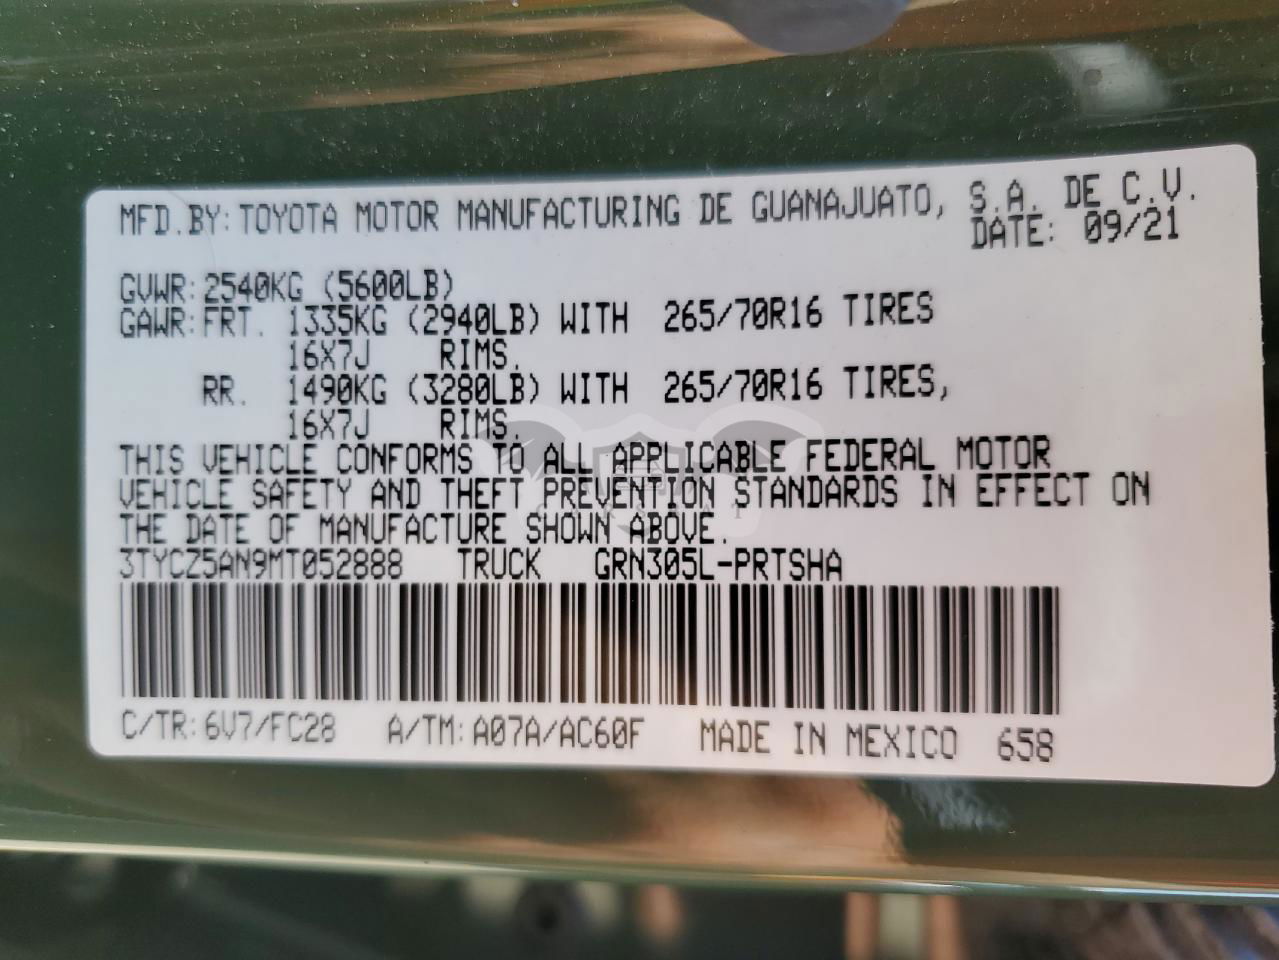 MFD.BY: TOYOTA MOTOR MANUFACTURING DE GUANAJUATO, S.A. DE C.V.
DATE: 09/21
GVWR: 2540KG (5600LB)
GAWR: FRT. 1335KG (2940LB) WITH 265/70R16 TIRES
16X7J RIMS.
RR. 1490KG (3280LB) WITH 265/70R16 TIRES,
16X7J RIMS.
THIS VEHICLE CONFORMS TO ALL APPLICABLE FEDERAL MOTOR
VEHICLE SAFETY AND THEFT PREVENTION STANDARDS IN EFFECT ON
THE DATE OF MANUFACTURE SHOWN ABOVE.
3TYCZ5AN9MT052888 TRUCK GRN305L-PRTSHA
C/TR: 6V7/FC28 A/TM: A07A/AC60F MADE IN MEXICO 658